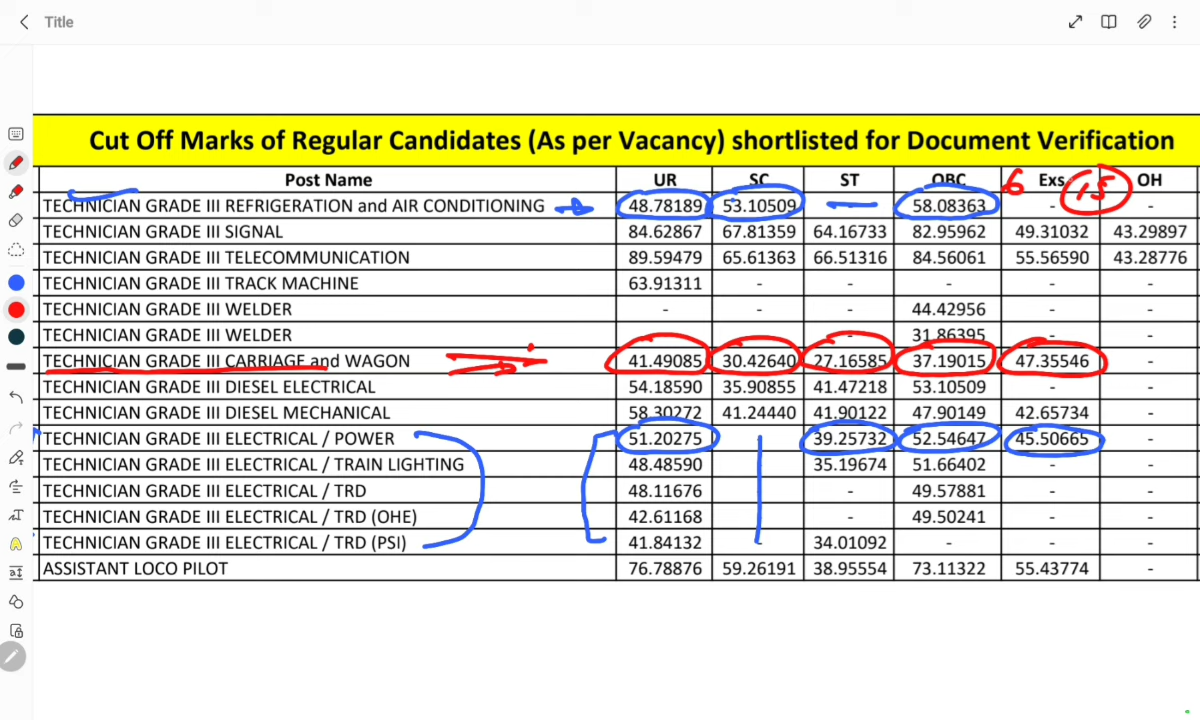 Title
Cut Off Marks of Regular Candidates (As per Vacancy) shortlisted for Document Verification
Post Name UR SC ST OBC 6 Exs 15 OH
TECHNICIAN GRADE III REFRIGERATION and AIR CONDITIONING 48.78189 53.10509 58.08363 - -
TECHNICIAN GRADE III SIGNAL 84.62867 67.81359 64.16733 82.95962 49.31032 43.29897
TECHNICIAN GRADE III TELECOMMUNICATION 89.59479 65.61363 66.51316 84.56061 55.56590 43.28776
TECHNICIAN GRADE III TRACK MACHINE 63.91311 - - - - -
TECHNICIAN GRADE III WELDER - - - 44.42956 - -
TECHNICIAN GRADE III WELDER - 31.86395 - -
TECHNICIAN GRADE III CARRIAGE and WAGON 41.49085 30.42640 27.16585 37.19015 47.35546 -
TECHNICIAN GRADE III DIESEL ELECTRICAL 54.18590 35.90855 41.47218 53.10509 - -
TECHNICIAN GRADE III DIESEL MECHANICAL 58.30272 41.24440 41.90122 47.90149 42.65734 -
TECHNICIAN GRADE III ELECTRICAL / POWER 51.20275 39.25732 52.54647 45.50665 -
TECHNICIAN GRADE III ELECTRICAL / TRAIN LIGHTING 48.48590 35.19674 51.66402 - -
TECHNICIAN GRADE III ELECTRICAL / TRD 48.11676 - 49.57881 - -
TECHNICIAN GRADE III ELECTRICAL / TRD (OHE) 42.61168 - 49.50241 - -
TECHNICIAN GRADE III ELECTRICAL / TRD (PSI) 41.84132 - 34.01092 - - -
ASSISTANT LOCO PILOT 76.78876 59.26191 38.95554 73.11322 55.43774 -